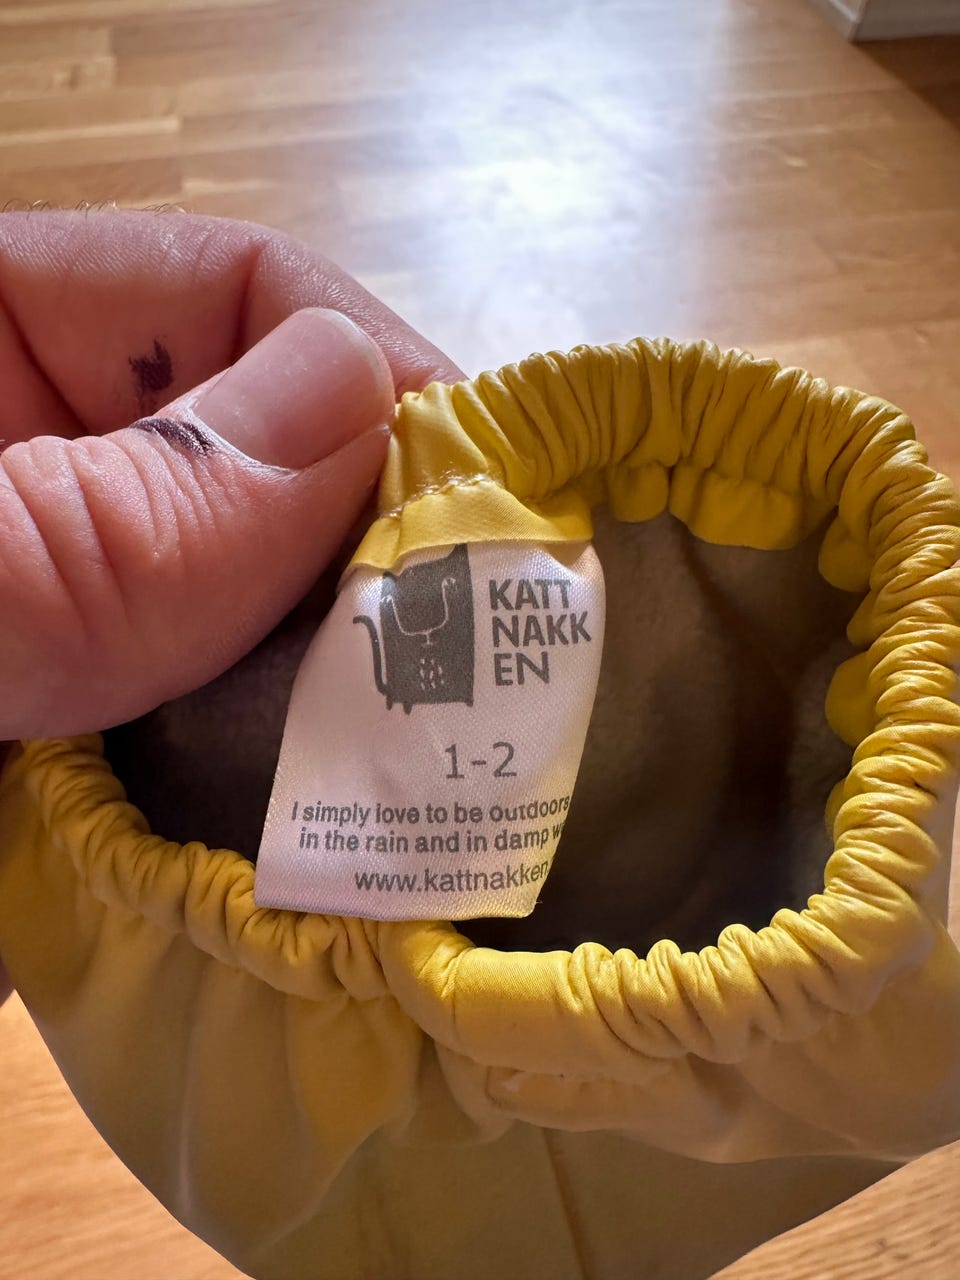 KATT
NAKK
EN
1-2
I simply love to be outdoors
in the rain and in damp
www.kattnakken.